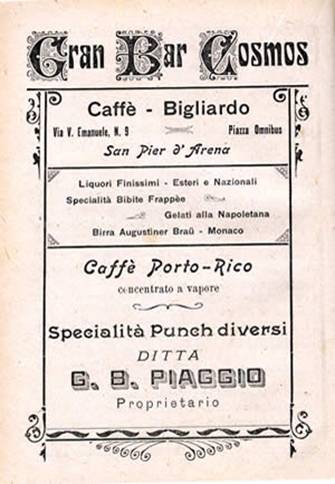 Gran Bar Cosmos
Caffè - Bigliardo
Via V. Emanuele, N. 9 Piazza Omnibus
San Pier d'Arena
Liquori Finissimi - Esteri e Nazionali
Specialità Bibite Frappèe
Gelati alla Napoletana
Birra Augustiner Braü - Monaco
Caffè Porto-Rico
concentrato a vapore
Specialità Punch diversi
DITTA
G. B. PIAGGIO
Proprietario